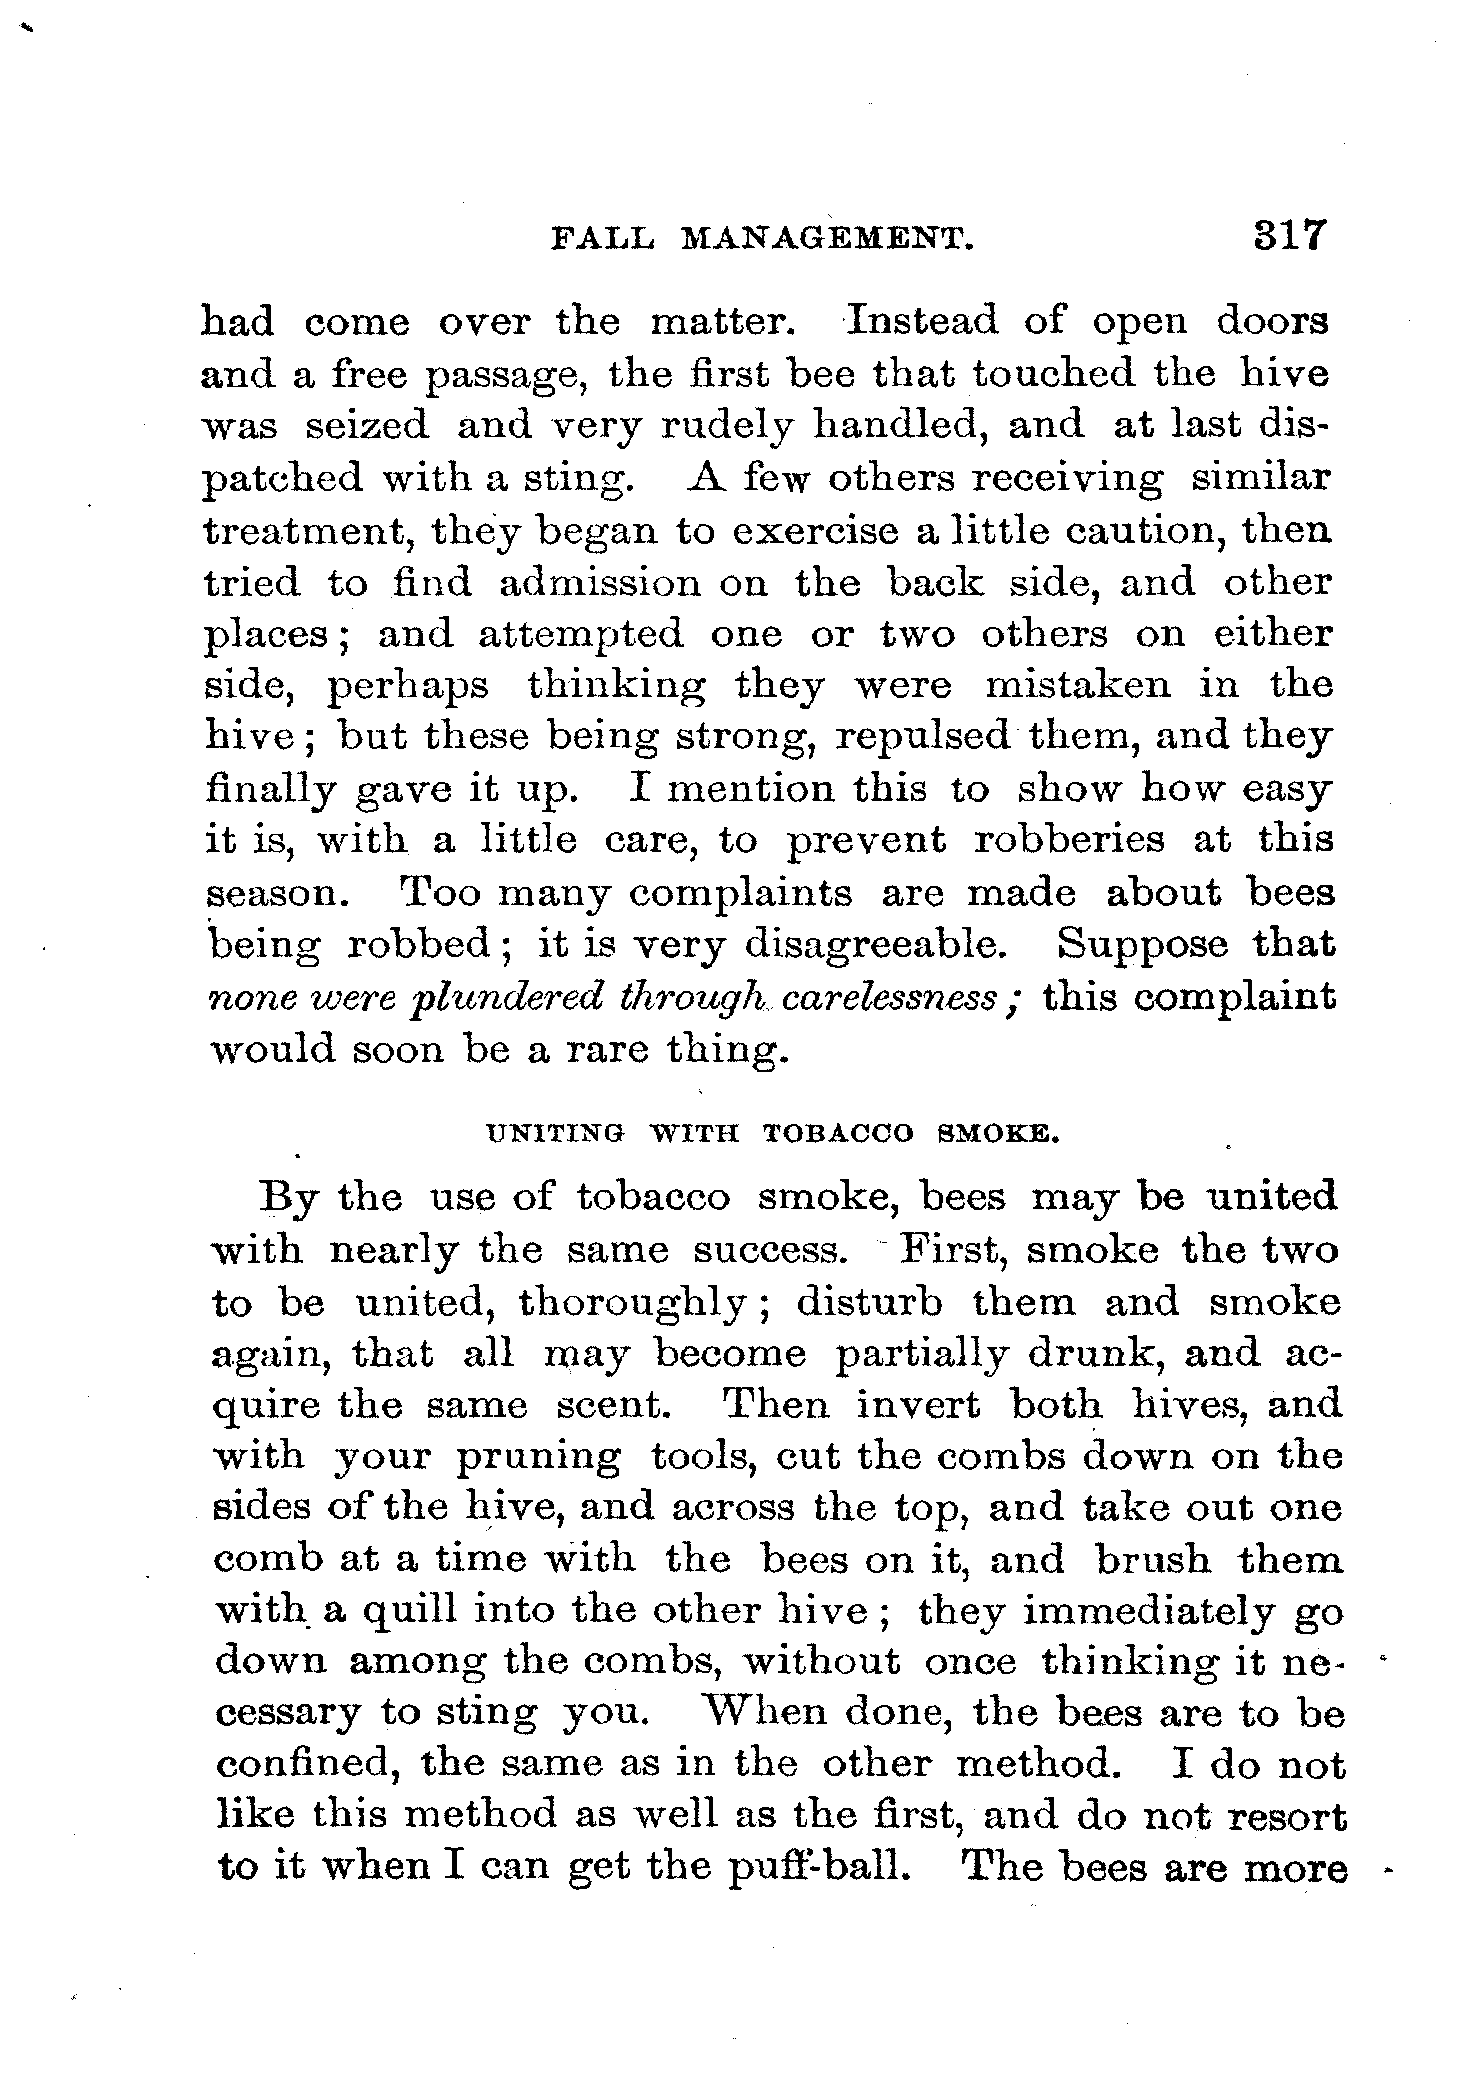 FALL MANAGEMENT. 317
had come over the matter. Instead of open doors
and a free passage, the first bee that touched the hive
was seized and very rudely handled, and at last dis-
patched with a sting. A few others receiving similar
treatment, they began to exercise a little caution, then
tried to find admission on the back side, and other
places; and attempted one or two others on either
side, perhaps thinking they were mistaken in the
hive; but these being strong, repulsed them, and they
finally gave it up. I mention this to show how easy
it is, with a little care, to prevent robberies at this
season. Too many complaints are made about bees
being robbed; it is very disagreeable. Suppose that
none were plundered through carelessness; this complaint
would soon be a rare thing.
UNITING WITH TOBACCO SMOKE.
By the use of tobacco smoke, bees may be united
with nearly the same success. First, smoke the two
to be united, thoroughly; disturb them and smoke
again, that all may become partially drunk, and ac-
quire the same scent. Then invert both hives, and
with your pruning tools, cut the combs down on the
sides of the hive, and across the top, and take out one
comb at a time with the bees on it, and brush them
with a quill into the other hive; they immediately go
down among the combs, without once thinking it ne-
cessary to sting you. When done, the bees are to be
confined, the same as in the other method. I do not
like this method as well as the first, and do not resort
to it when I can get the puff-ball. The bees are more